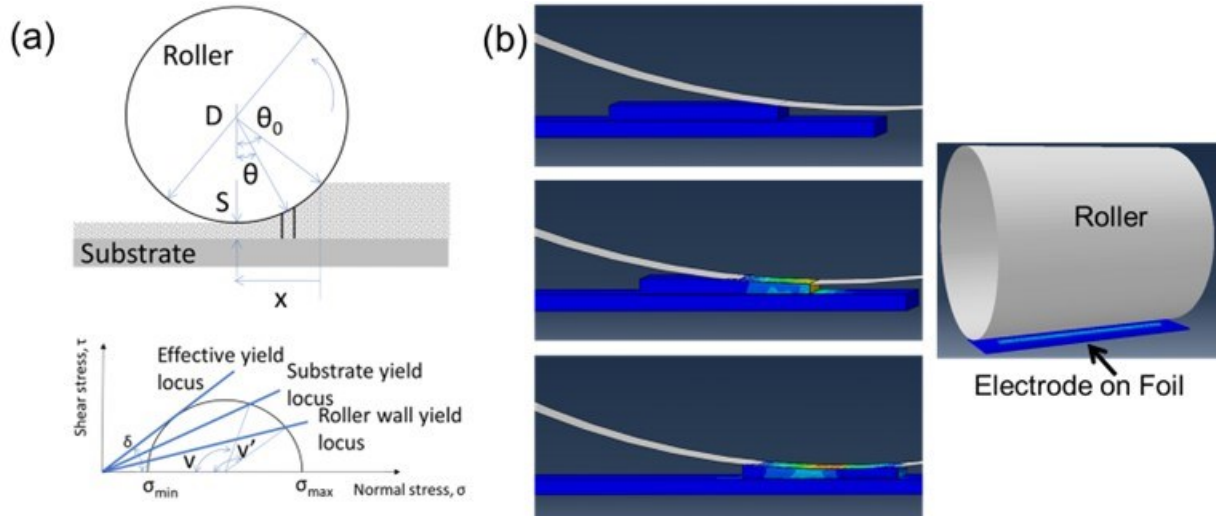 (a)
Roller
D
θ0
θ
S
Substrate
x
Shear stress, τ
Effective yield
locus
Substrate yield
locus
Roller wall yield
locus
δ
ν
ν’
σmin
σmax
Normal stress, σ
(b)
Roller
Electrode on Foil